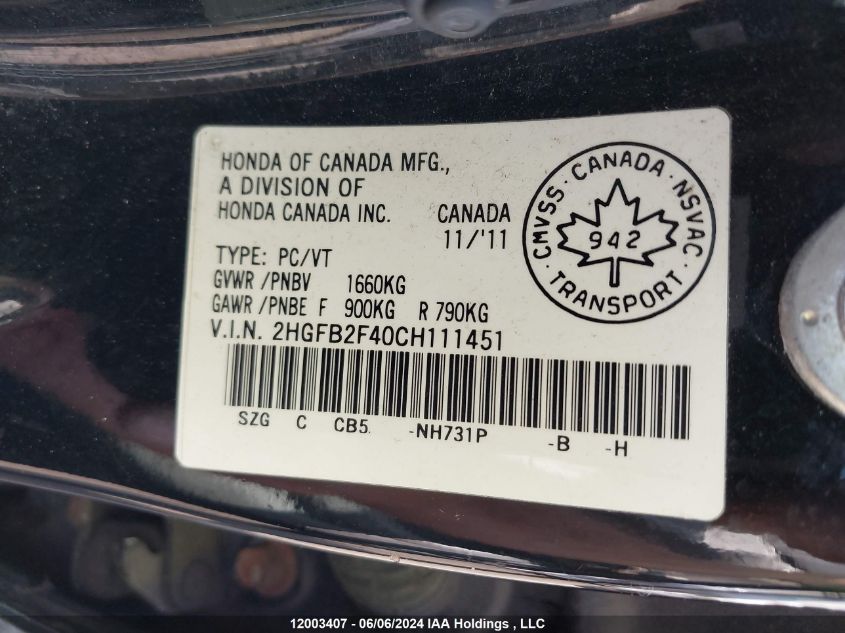 HONDA OF CANADA MFG.,
A DIVISION OF
HONDA CANADA INC. CANADA
11/'11
TYPE: PC/VT
GVWR/PNBV 1660KG
GAWR/PNBE F 900KG R 790KG
V.I.N. 2HGFB2F40CH111451
SZG C CB5. -NH731P -B -H
CMVSS · CANADA · NSVAC
942
· TRANSPORT ·
12003407 - 06/06/2024 IAA Holdings , LLC